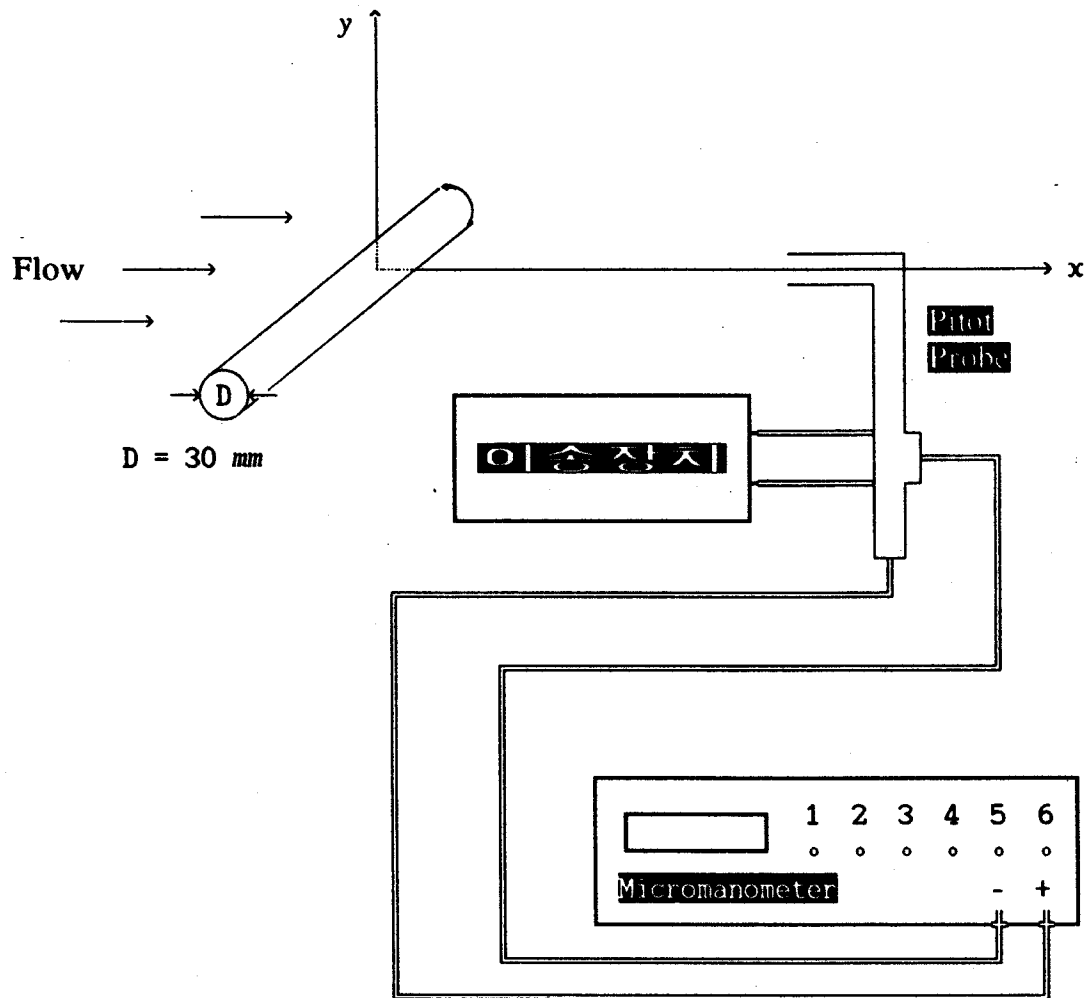 y
Flow
x
Pitot
Probe
D
D = 30 mm
이송장치
1 2 3 4 5 6
Micromanometer
- +